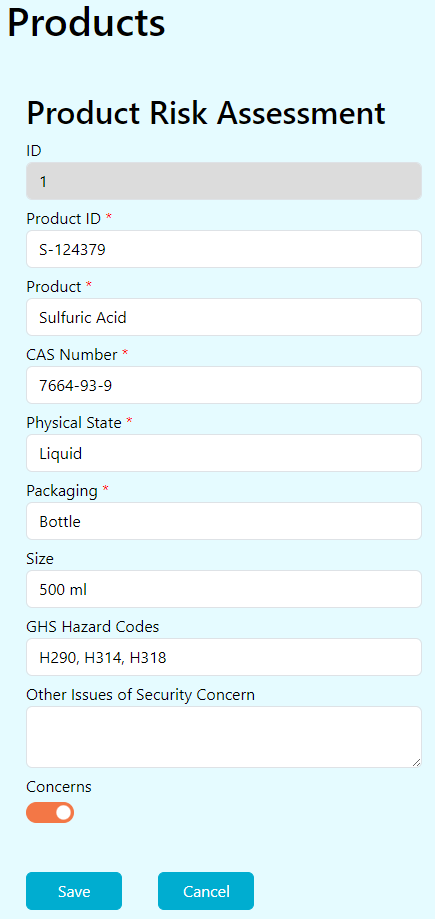 Products
Product Risk Assessment
ID
1
Product ID *
S-124379
Product *
Sulfuric Acid
CAS Number *
7664-93-9
Physical State *
Liquid
Packaging *
Bottle
Size
500 ml
GHS Hazard Codes
H290, H314, H318
Other Issues of Security Concern
Concerns
Save Cancel